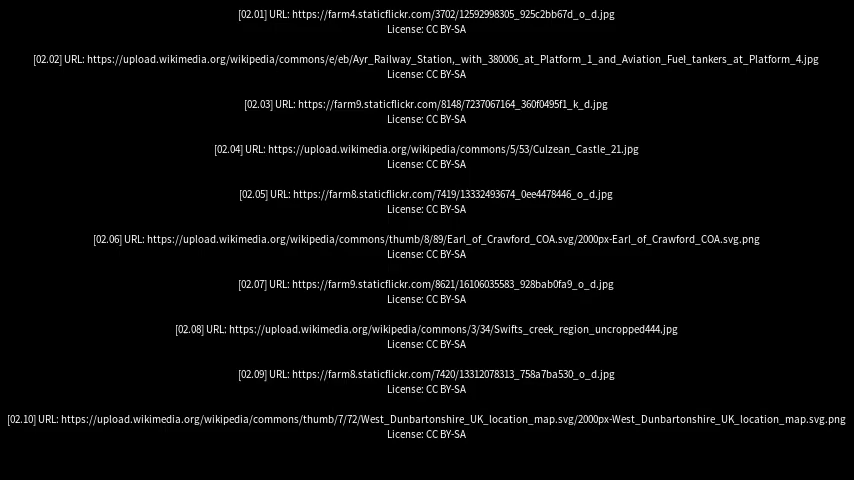 [02.01] URL: https://farm4.staticflickr.com/3702/12592998305_925c2bb67d_o_d.jpg
License: CC BY-SA
[02.02] URL: https://upload.wikimedia.org/wikipedia/commons/e/eb/Ayr_Railway_Station,_with_380006_at_Platform_1_and_Aviation_Fuel_tankers_at_Platform_4.jpg
License: CC BY-SA
[02.03] URL: https://farm9.staticflickr.com/8148/7237067164_360f0495f1_k_d.jpg
License: CC BY-SA
[02.04] URL: https://upload.wikimedia.org/wikipedia/commons/5/53/Culzean_Castle_21.jpg
License: CC BY-SA
[02.05] URL: https://farm8.staticflickr.com/7419/13332493674_0ee4478446_o_d.jpg
License: CC BY-SA
[02.06] URL: https://upload.wikimedia.org/wikipedia/commons/thumb/8/89/Earl_of_Crawford_COA.svg/2000px-Earl_of_Crawford_COA.svg.png
License: CC BY-SA
[02.07] URL: https://farm9.staticflickr.com/8621/16106035583_928bab0fa9_o_d.jpg
License: CC BY-SA
[02.08] URL: https://upload.wikimedia.org/wikipedia/commons/3/34/Swifts_creek_region_uncropped444.jpg
License: CC BY-SA
[02.09] URL: https://farm8.staticflickr.com/7420/13312078313_758a7ba530_o_d.jpg
License: CC BY-SA
[02.10] URL: https://upload.wikimedia.org/wikipedia/commons/thumb/7/72/West_Dunbartonshire_UK_location_map.svg/2000px-West_Dunbartonshire_UK_location_map.svg.png
License: CC BY-SA